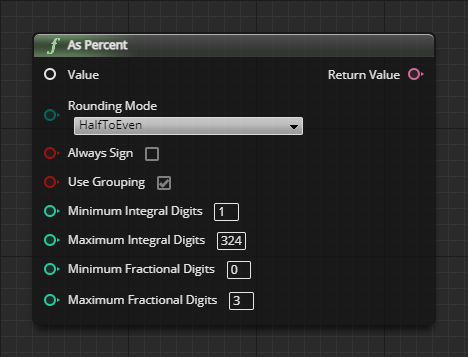 f As Percent
Value Return Value
Rounding Mode
HalfToEven
Always Sign
Use Grouping
Minimum Integral Digits 1
Maximum Integral Digits 324
Minimum Fractional Digits 0
Maximum Fractional Digits 3